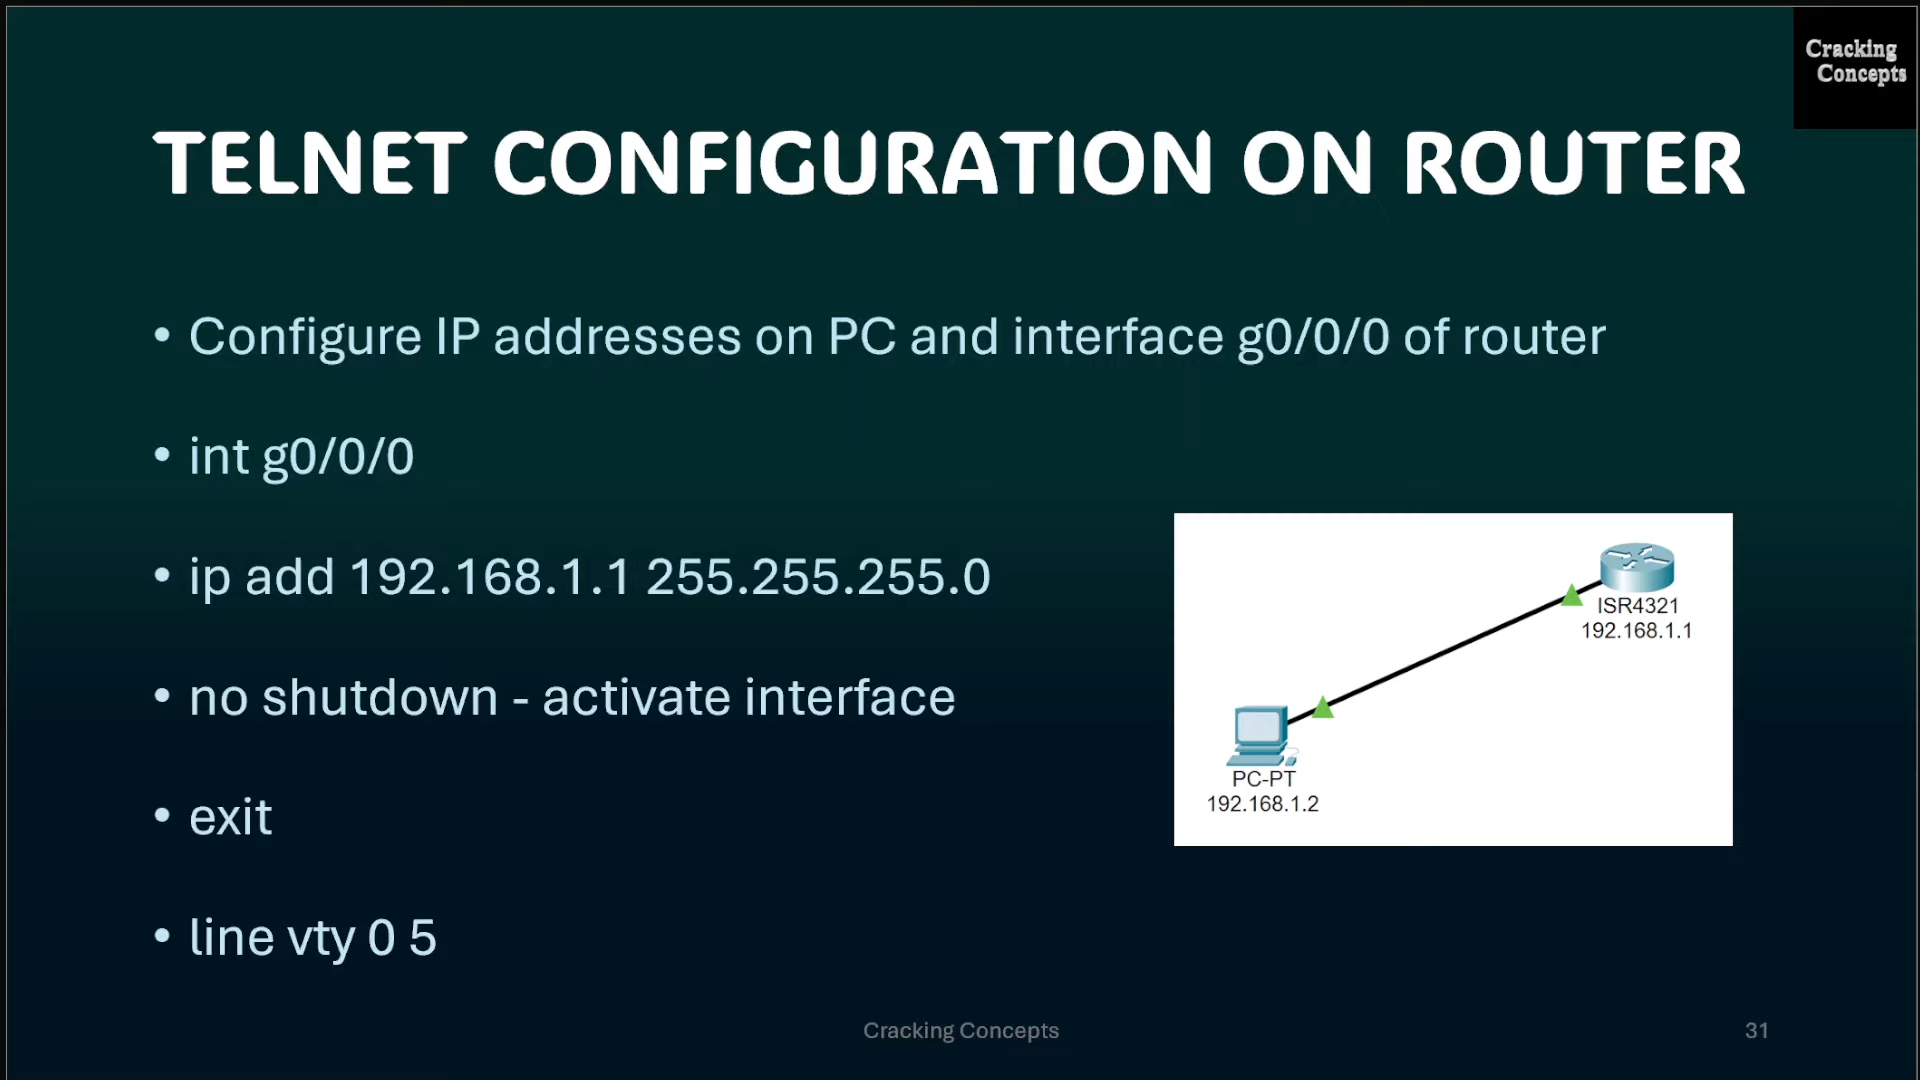 Cracking
Concepts
TELNET CONFIGURATION ON ROUTER
• Configure IP addresses on PC and interface g0/0/0 of router
• int g0/0/0
• ip add 192.168.1.1 255.255.255.0
• no shutdown - activate interface
• exit
• line vty 0 5
ISR4321
192.168.1.1
PC-PT
192.168.1.2
Cracking Concepts
31